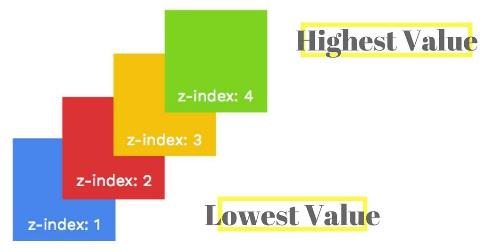 Highest Value
z-index: 4
z-index: 3
z-index: 2
Lowest Value
z-index: 1